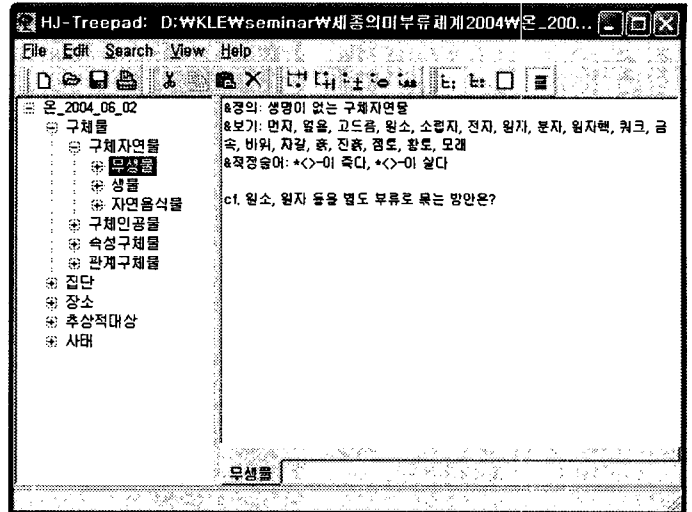 HJ-Treepad: D:₩KLE₩seminar₩세종의미부류체계2004₩온_200...
File Edit Search View Help
온_2004_06_02
구체물
구체자연물
무생물
생물
자연음식물
구체인공물
속성구체물
관계구체물
집단
장소
추상적대상
사태
&정의: 생명이 없는 구체자연물
&보기: 먼지, 얼음, 고드름, 원소, 소립자, 전자, 원자, 분자, 원자핵, 쿼크, 금
속, 바위, 자갈, 흙, 진흙, 점토, 황토, 모래
&적정술어: *<>-이 죽다, *<>-이 살다
cf. 원소, 원자 등을 별도 부류로 묶는 방안은?
무생물